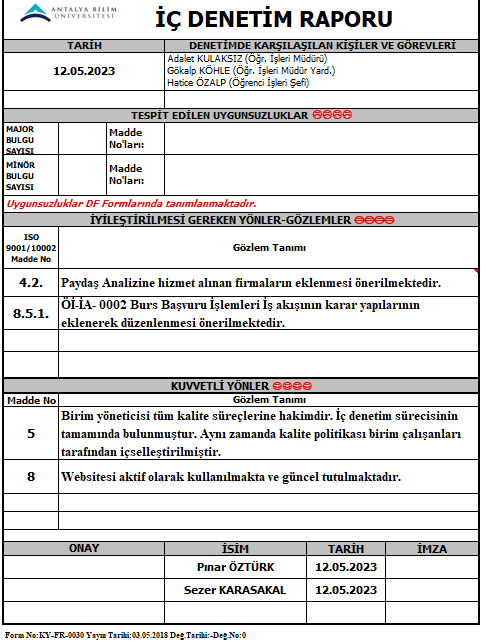 ANTALYA BİLİM
ÜNİVERSİTESİ
İÇ DENETİM RAPORU
TARİH
DENETİMDE KARŞILAŞILAN KİŞİLER VE GÖREVLERİ
12.05.2023
Adalet KULAKSIZ (Öğr. İşleri Müdürü)
Gökalp KÖHLE (Öğr. İşleri Müdür Yard.)
Hatice ÖZALP (Öğrenci İşleri Şefi)
TESPİT EDİLEN UYGUNSUZLUKLAR
MAJOR
BULGU
SAYISI
Madde
No'ları:
MİNÖR
BULGU
SAYISI
Madde
No'ları:
Uygunsuzluklar DF Formlarında tanımlanmaktadır.
İYİLEŞTİRİLMESİ GEREKEN YÖNLER-GÖZLEMLER
ISO
9001/10002
Madde No
Gözlem Tanımı
4.2.
Paydaş Analizine hizmet alınan firmaların eklenmesi önerilmektedir.
8.5.1.
Öİ-İA- 0002 Burs Başvuru İşlemleri İş akışının karar yapılarının
eklenerek düzenlenmesi önerilmektedir.
KUVVETLİ YÖNLER
Madde No
Gözlem Tanımı
5
Birim yöneticisi tüm kalite süreçlerine hakimdir. İç denetim sürecisinin
tamamında bulunmuştur. Aynı zamanda kalite politikası birim çalışanları
tarafından içselleştirilmiştir.
8
Websitesi aktif olarak kullanılmakta ve güncel tutulmaktadır.
ONAY
İSİM
TARİH
İMZA
Pınar ÖZTÜRK
12.05.2023
Sezer KARASAKAL
12.05.2023
Form No:KY-FR-0030 Yayın Tarihi:03.05.2018 Değ.Tarihi:-Değ.No:0